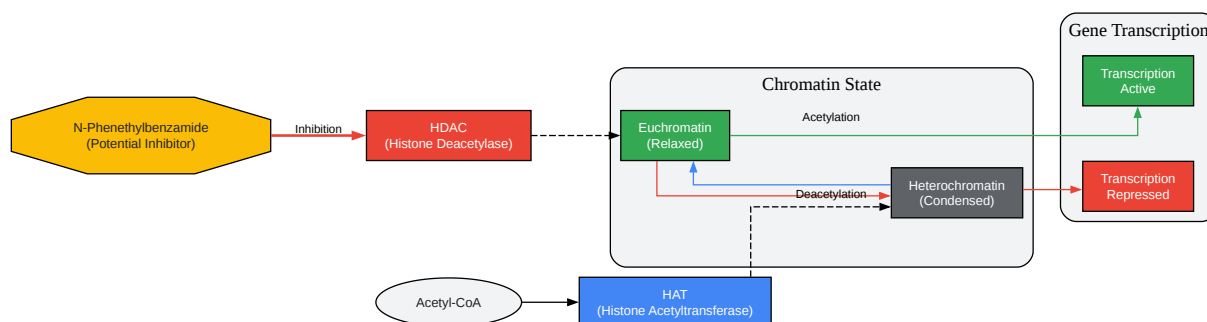 Gene Transcription
Chromatin State
Transcription
Active
N-Phenethylbenzamide
(Potential Inhibitor)
Inhibition
HDAC
(Histone Deacetylase)
Euchromatin
(Relaxed)
Acetylation
Deacetylation
Heterochromatin
(Condensed)
Transcription
Repressed
Acetyl-CoA
HAT
(Histone Acetyltransferase)